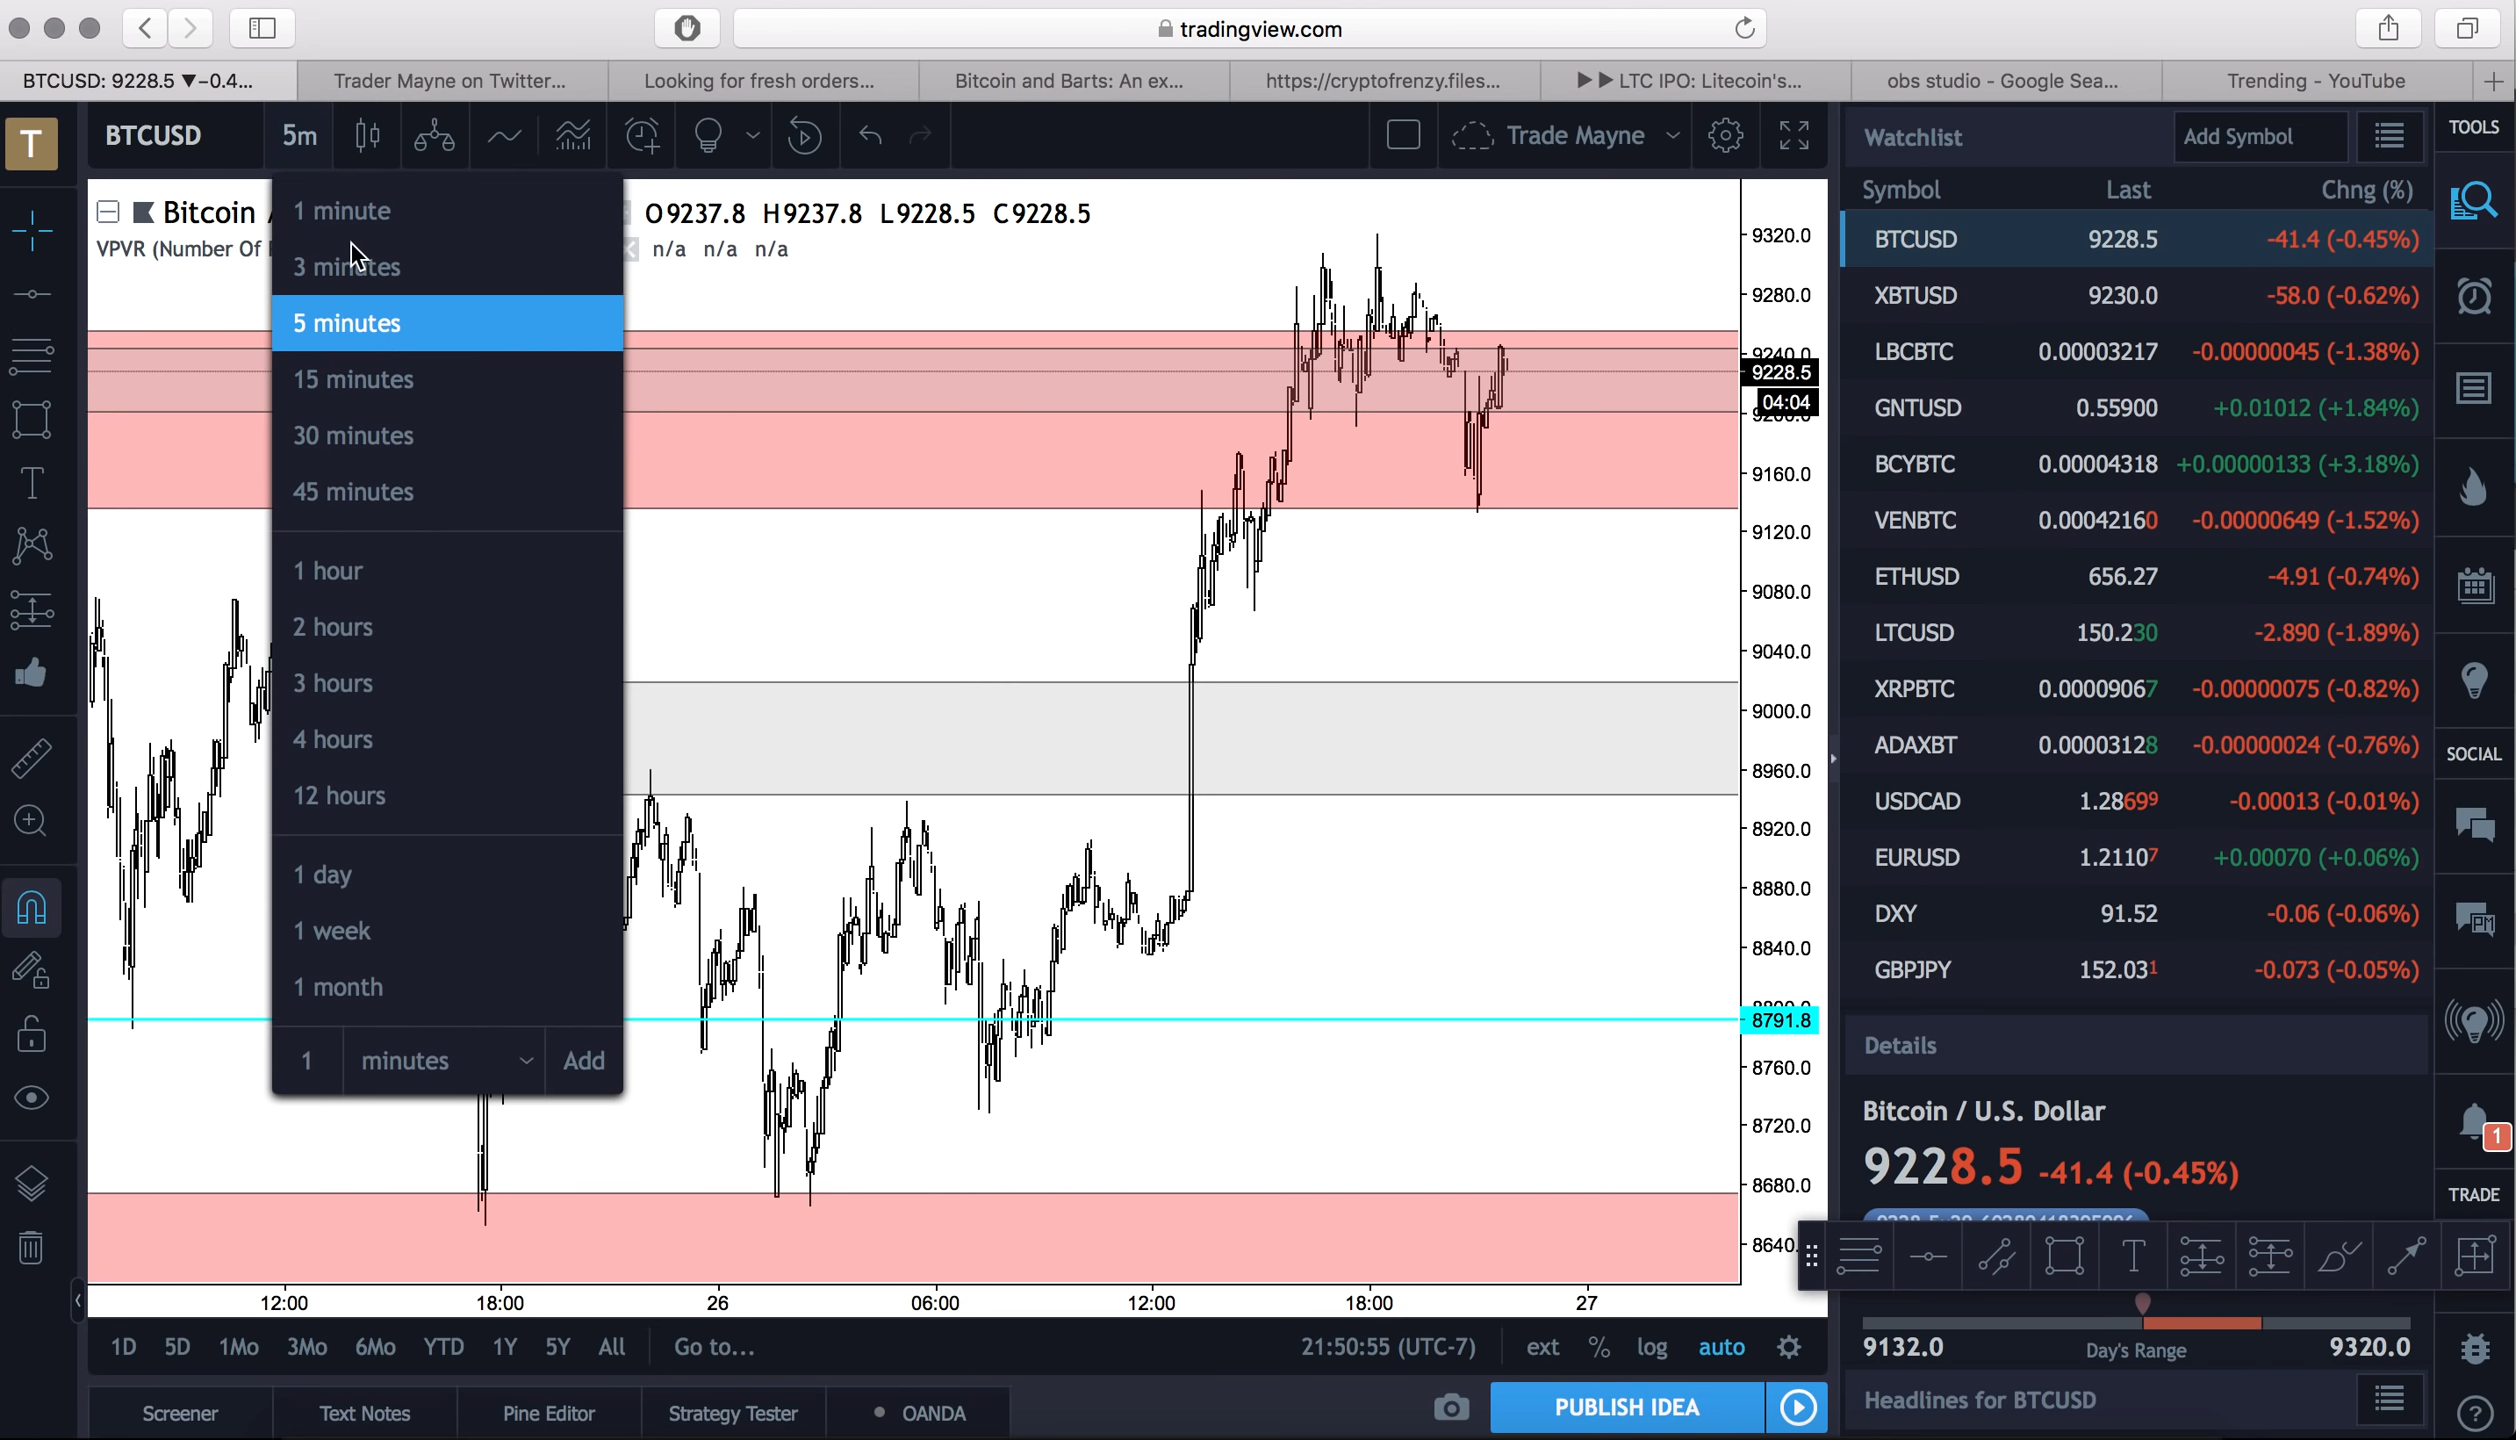 tradingview.com
BTCUSD: 9228.5 ▼−0.4...
Trader Mayne on Twitter...
Looking for fresh orders...
Bitcoin and Barts: An ex...
https://cryptofrenzy.files...
▶ ▶ LTC IPO: Litecoin's...
obs studio - Google Sea...
Trending - YouTube
T
BTCUSD
5m
Trade Mayne
Watchlist
Add Symbol
TOOLS
Symbol Last Chng (%)
Bitcoin
O9237.8 H9237.8 L9228.5 C9228.5
VPVR (Number Of
n/a n/a n/a
1 minute
3 minutes
5 minutes
15 minutes
30 minutes
45 minutes
1 hour
2 hours
3 hours
4 hours
12 hours
1 day
1 week
1 month
1 minutes Add
9320.0
9280.0
9240.0
9228.5
04:04
9200.0
9160.0
9120.0
9080.0
9040.0
9000.0
8960.0
8920.0
8880.0
8840.0
8800.0
8791.8
8760.0
8720.0
8680.0
8640.
12:00 18:00 26 06:00 12:00 18:00 27
BTCUSD 9228.5 -41.4 (-0.45%)
XBTUSD 9230.0 -58.0 (-0.62%)
LBCBTC 0.00003217 -0.00000045 (-1.38%)
GNTUSD 0.55900 +0.01012 (+1.84%)
BCYBTC 0.00004318 +0.00000133 (+3.18%)
VENBTC 0.00042160 -0.00000649 (-1.52%)
ETHUSD 656.27 -4.91 (-0.74%)
LTCUSD 150.230 -2.890 (-1.89%)
XRPBTC 0.00009067 -0.00000075 (-0.82%)
ADAXBT 0.00003128 -0.00000024 (-0.76%)
USDCAD 1.28699 -0.00013 (-0.01%)
EURUSD 1.21107 +0.00070 (+0.06%)
DXY 91.52 -0.06 (-0.06%)
GBPJPY 152.031 -0.073 (-0.05%)
SOCIAL
Details
Bitcoin / U.S. Dollar
9228.5 -41.4 (-0.45%)
1
TRADE
T
9132.0 Day's Range 9320.0
Headlines for BTCUSD
1D 5D 1Mo 3Mo 6Mo YTD 1Y 5Y All Go to...
21:50:55 (UTC-7) ext % log auto
Screener Text Notes Pine Editor Strategy Tester OANDA
PUBLISH IDEA